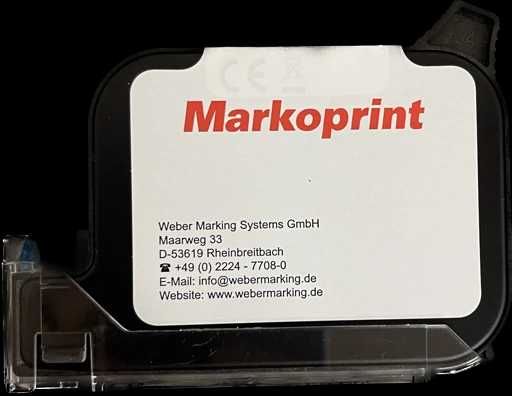 CE
Markoprint
Weber Marking Systems GmbH
Maarweg 33
D-53619 Rheinbreitbach
☎ +49 (0) 2224 - 7708-0
E-Mail: info@webermarking.de
Website: www.webermarking.de